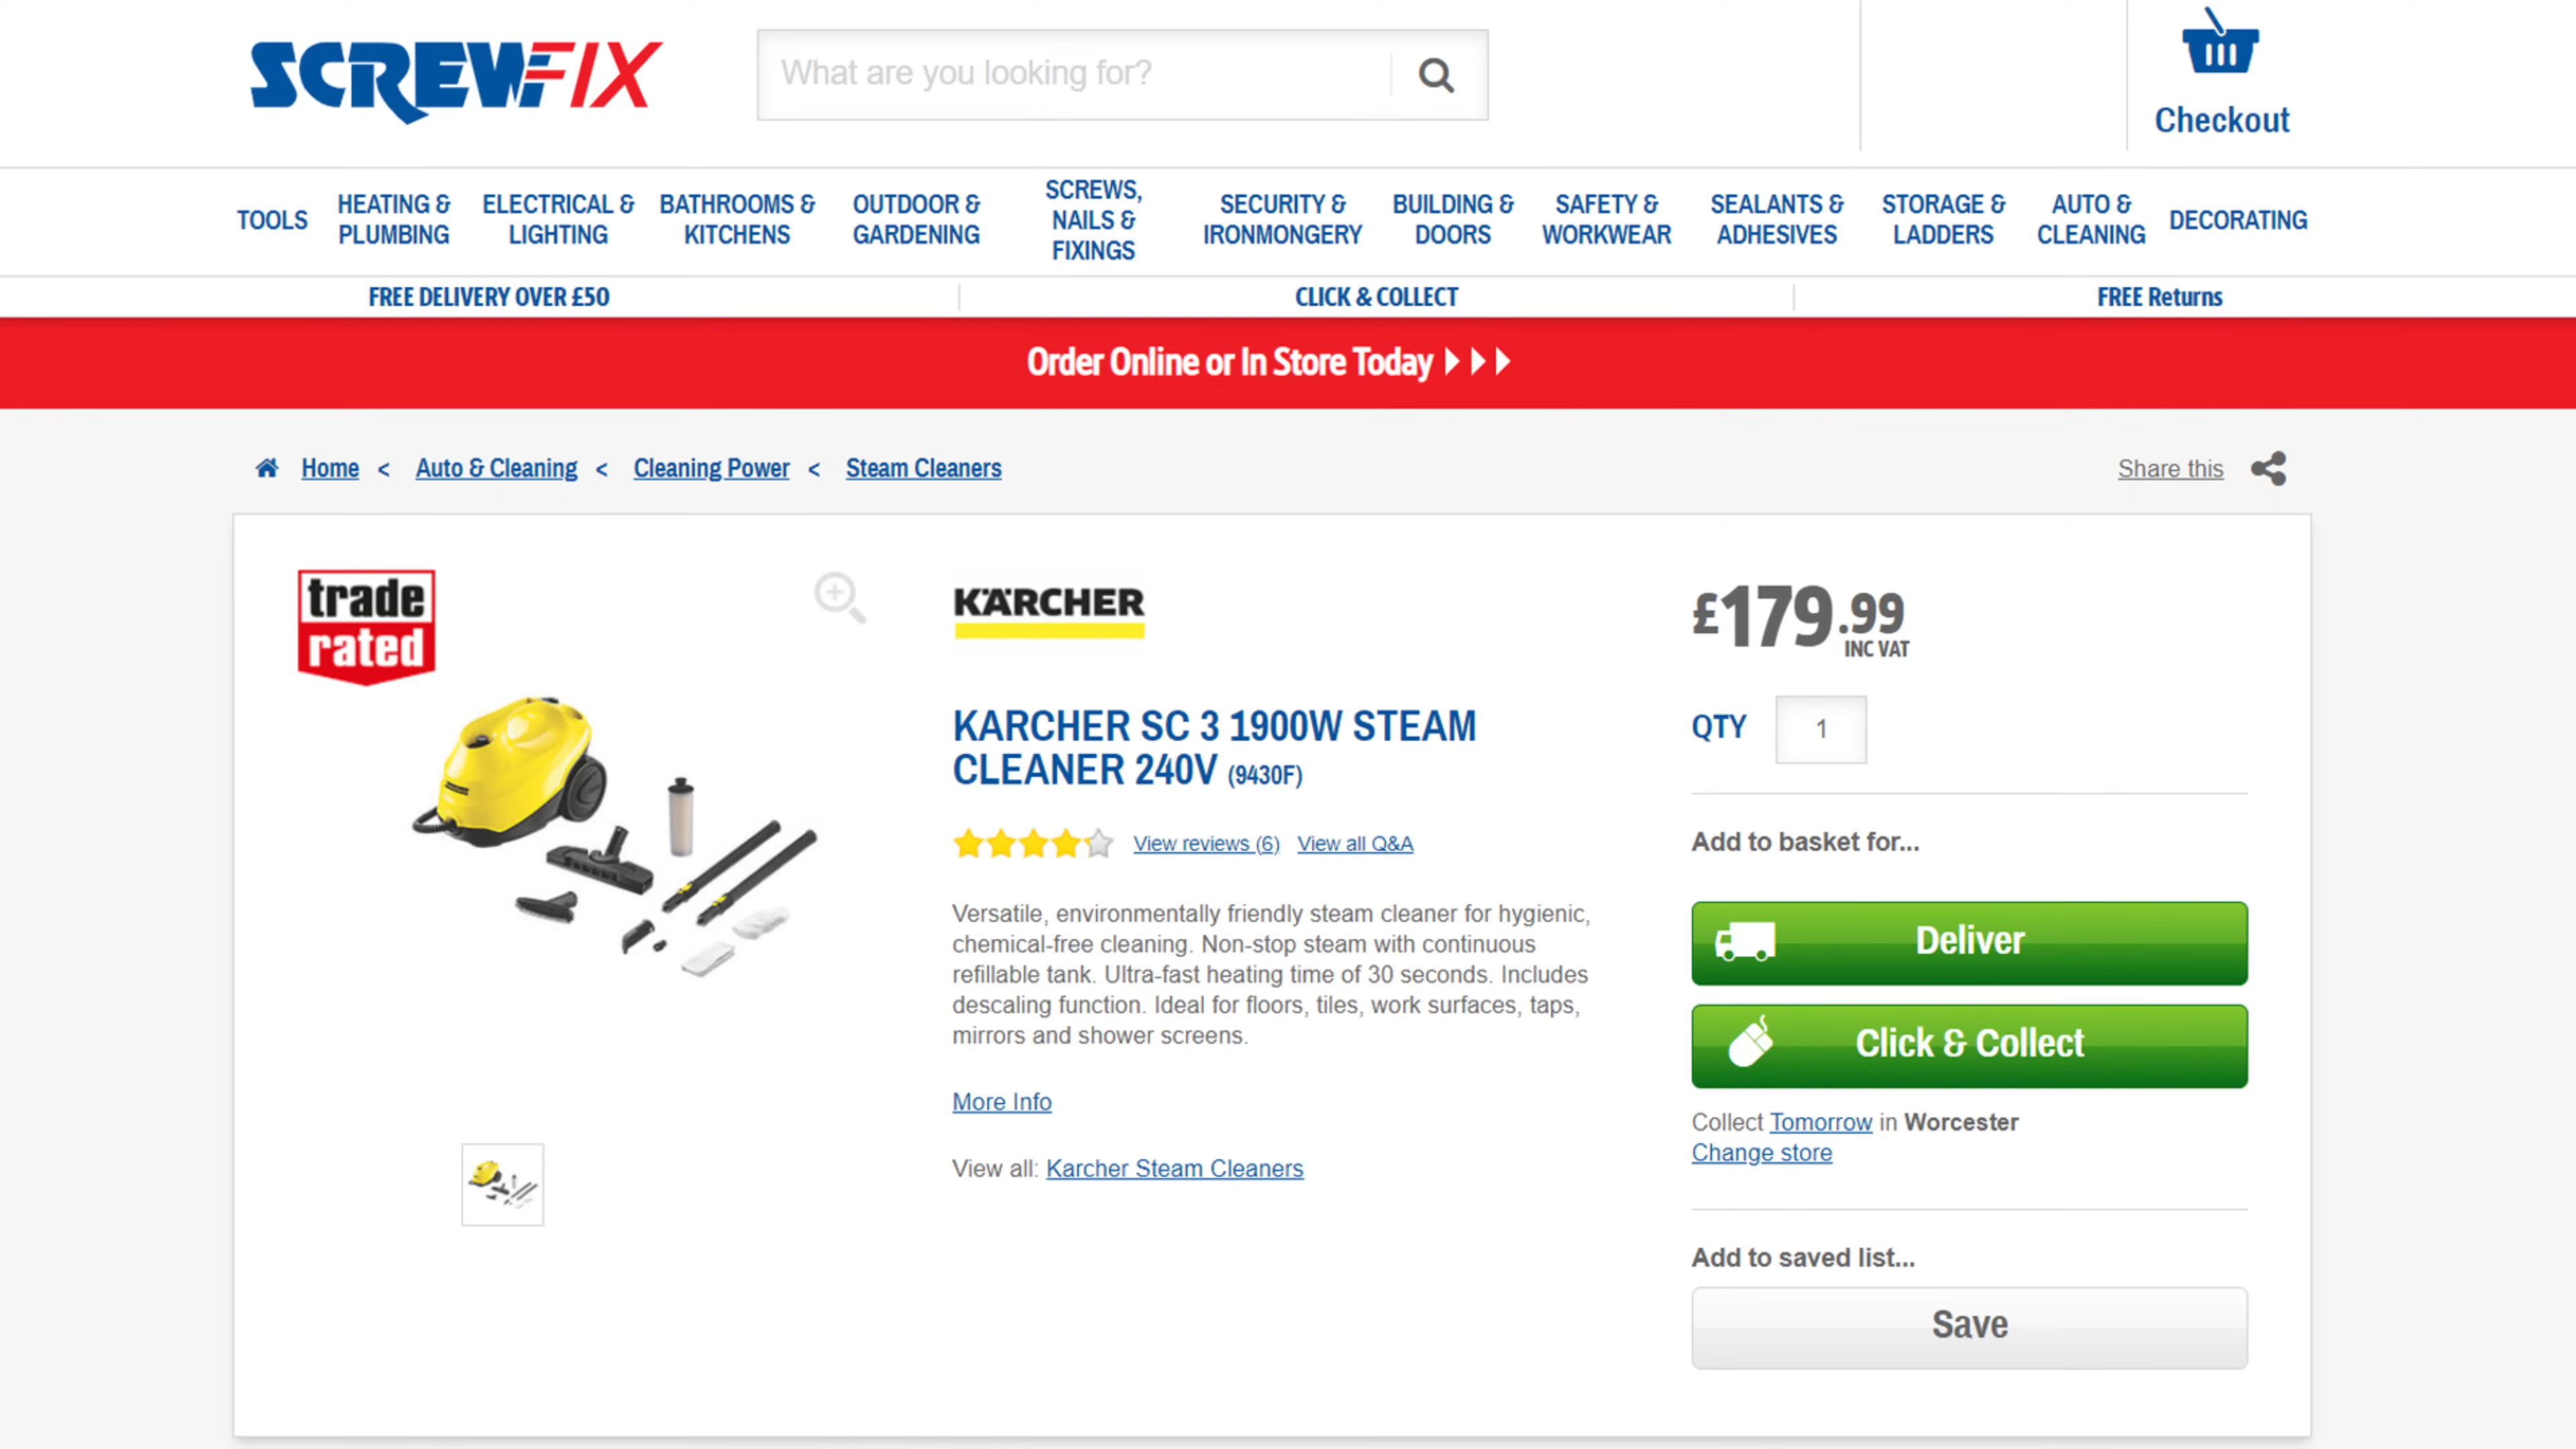 SCREWFIX
What are you looking for?
Checkout
TOOLS
HEATING &
PLUMBING
ELECTRICAL &
LIGHTING
BATHROOMS &
KITCHENS
OUTDOOR &
GARDENING
SCREWS,
NAILS &
FIXINGS
SECURITY &
IRONMONGERY
BUILDING &
DOORS
SAFETY &
WORKWEAR
SEALANTS &
ADHESIVES
STORAGE &
LADDERS
AUTO &
CLEANING
DECORATING
FREE DELIVERY OVER £50
CLICK & COLLECT
FREE Returns
Order Online or In Store Today
Home < Auto & Cleaning < Cleaning Power < Steam Cleaners
Share this
trade
rated
KÄRCHER
KARCHER SC 3 1900W STEAM
CLEANER 240V (9430F)
View reviews (6) View all Q&A
Versatile, environmentally friendly steam cleaner for hygienic,
chemical-free cleaning. Non-stop steam with continuous
refillable tank. Ultra-fast heating time of 30 seconds. Includes
descaling function. Ideal for floors, tiles, work surfaces, taps,
mirrors and shower screens.
More Info
View all: Karcher Steam Cleaners
£179.99
INC VAT
QTY 1
Add to basket for...
Deliver
Click & Collect
Collect Tomorrow in Worcester
Change store
Add to saved list...
Save